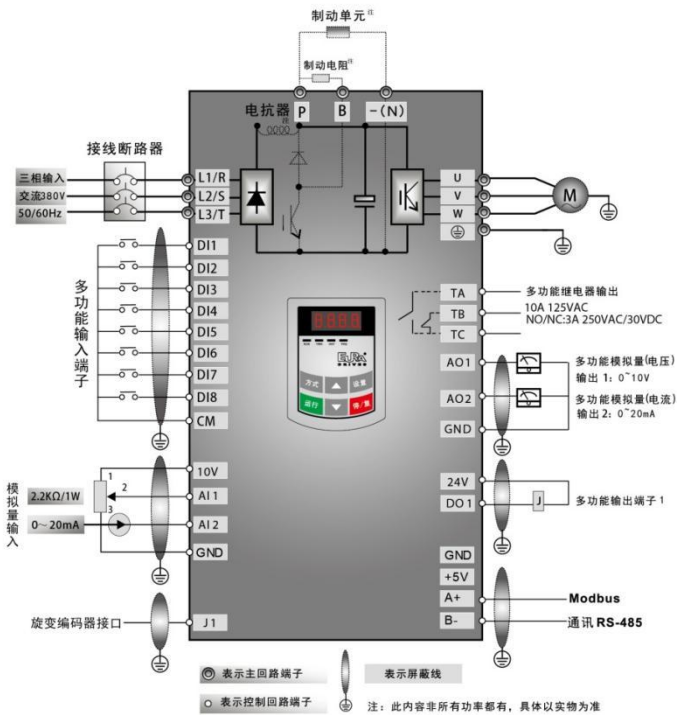 制动单元注
制动电阻注
电抗器注
P
B
-(N)
接线断路器
三相输入
交流380V
50/60Hz
L1/R
L2/S
L3/T
U
V
W
M
DI1
DI2
DI3
DI4
DI5
DI6
DI7
DI8
CM
多功能输入端子
TA
TB
TC
多功能继电器输出
10A 125VAC
NO/NC:3A 250VAC/30VDC
8.8.8.8.
EURA
DRIVES
方式
设置
运行
停/复
AO1
AO2
GND
多功能模拟量(电压)
输出 1: 0~10V
多功能模拟量(电流)
输出 2: 0~20mA
模拟量输入
2.2KΩ/1W
0~20mA
1
2
3
10V
AI1
AI2
GND
24V
DO1
J
多功能输出端子 1
GND
+5V
A+
B-
Modbus
通讯 RS-485
旋变编码器接口
J1
表示主回路端子
表示屏蔽线
表示控制回路端子
注: 此内容非所有功率都有, 具体以实物为准